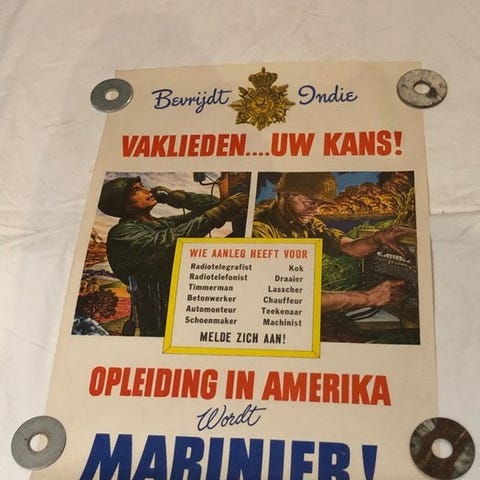 Bevrijdt Indie
VAKLIEDEN....UW KANS!
WIE AANLEG HEEFT VOOR
Radiotelegrafist Kok
Radiotelefonist Draaier
Timmerman Lasscher
Betonwerker Chauffeur
Automonteur Teekenaar
Schoenmaker Machinist
MELDE ZICH AAN!
OPLEIDING IN AMERIKA
Wordt
MARINIER!